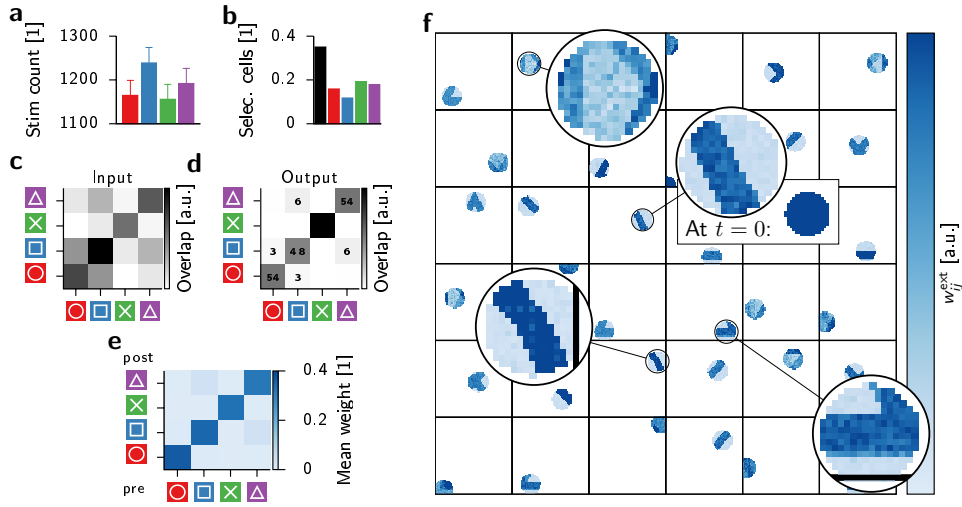 a
Stim count [1]
1300
1200
1100
b
Selec. cells [1]
0.4
0.2
0
c
Input
Overlap [a.u.]
d
Output
6 54
3 48 6
54 3
Overlap [a.u.]
e
post
pre
0.4
0.2
0
Mean weight [1]
f
At t = 0:
w_{ij}^{ext} [a.u.]